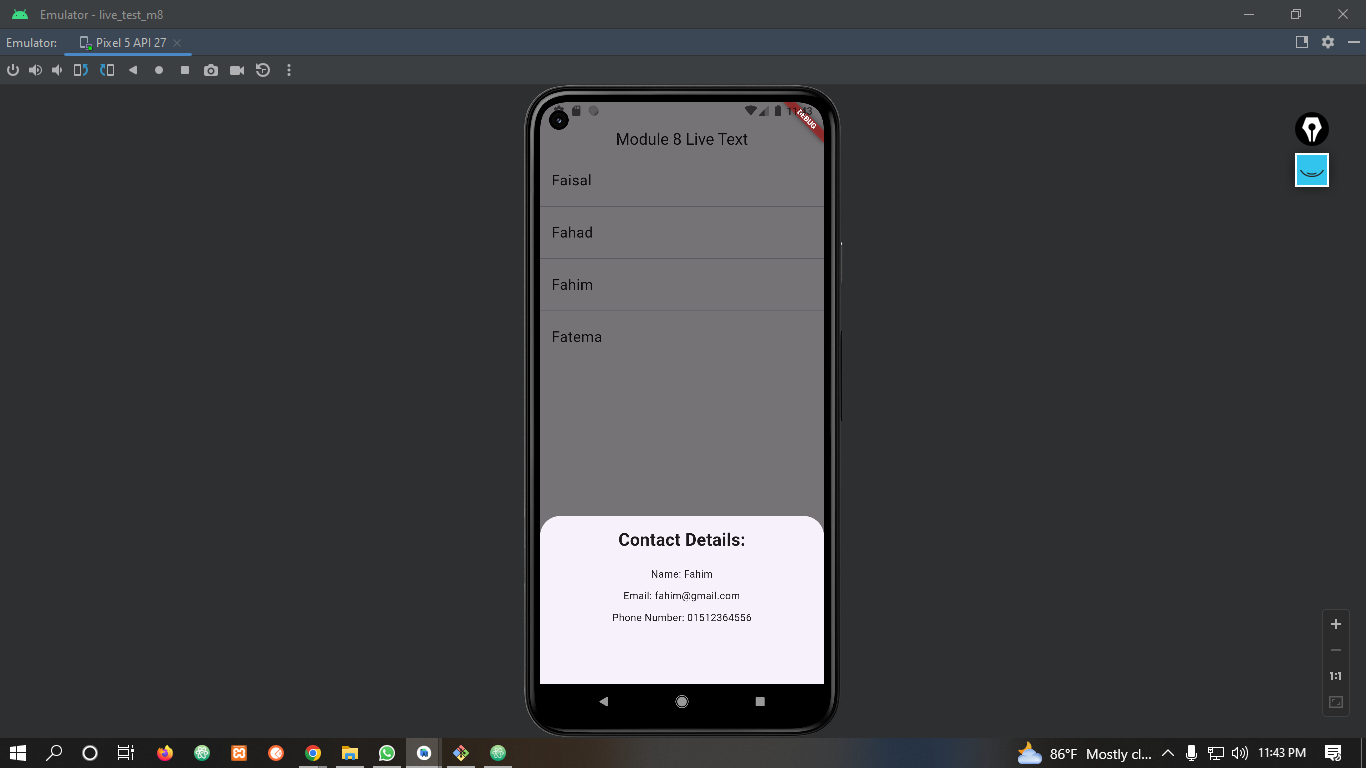 Emulator - live_test_m8
Emulator: Pixel 5 API 27
DEBUG
Module 8 Live Text
Faisal
Fahad
Fahim
Fatema
Contact Details:
Name: Fahim
Email: fahim@gmail.com
Phone Number: 01512364556
1:1
86°F Mostly cl... 11:43 PM